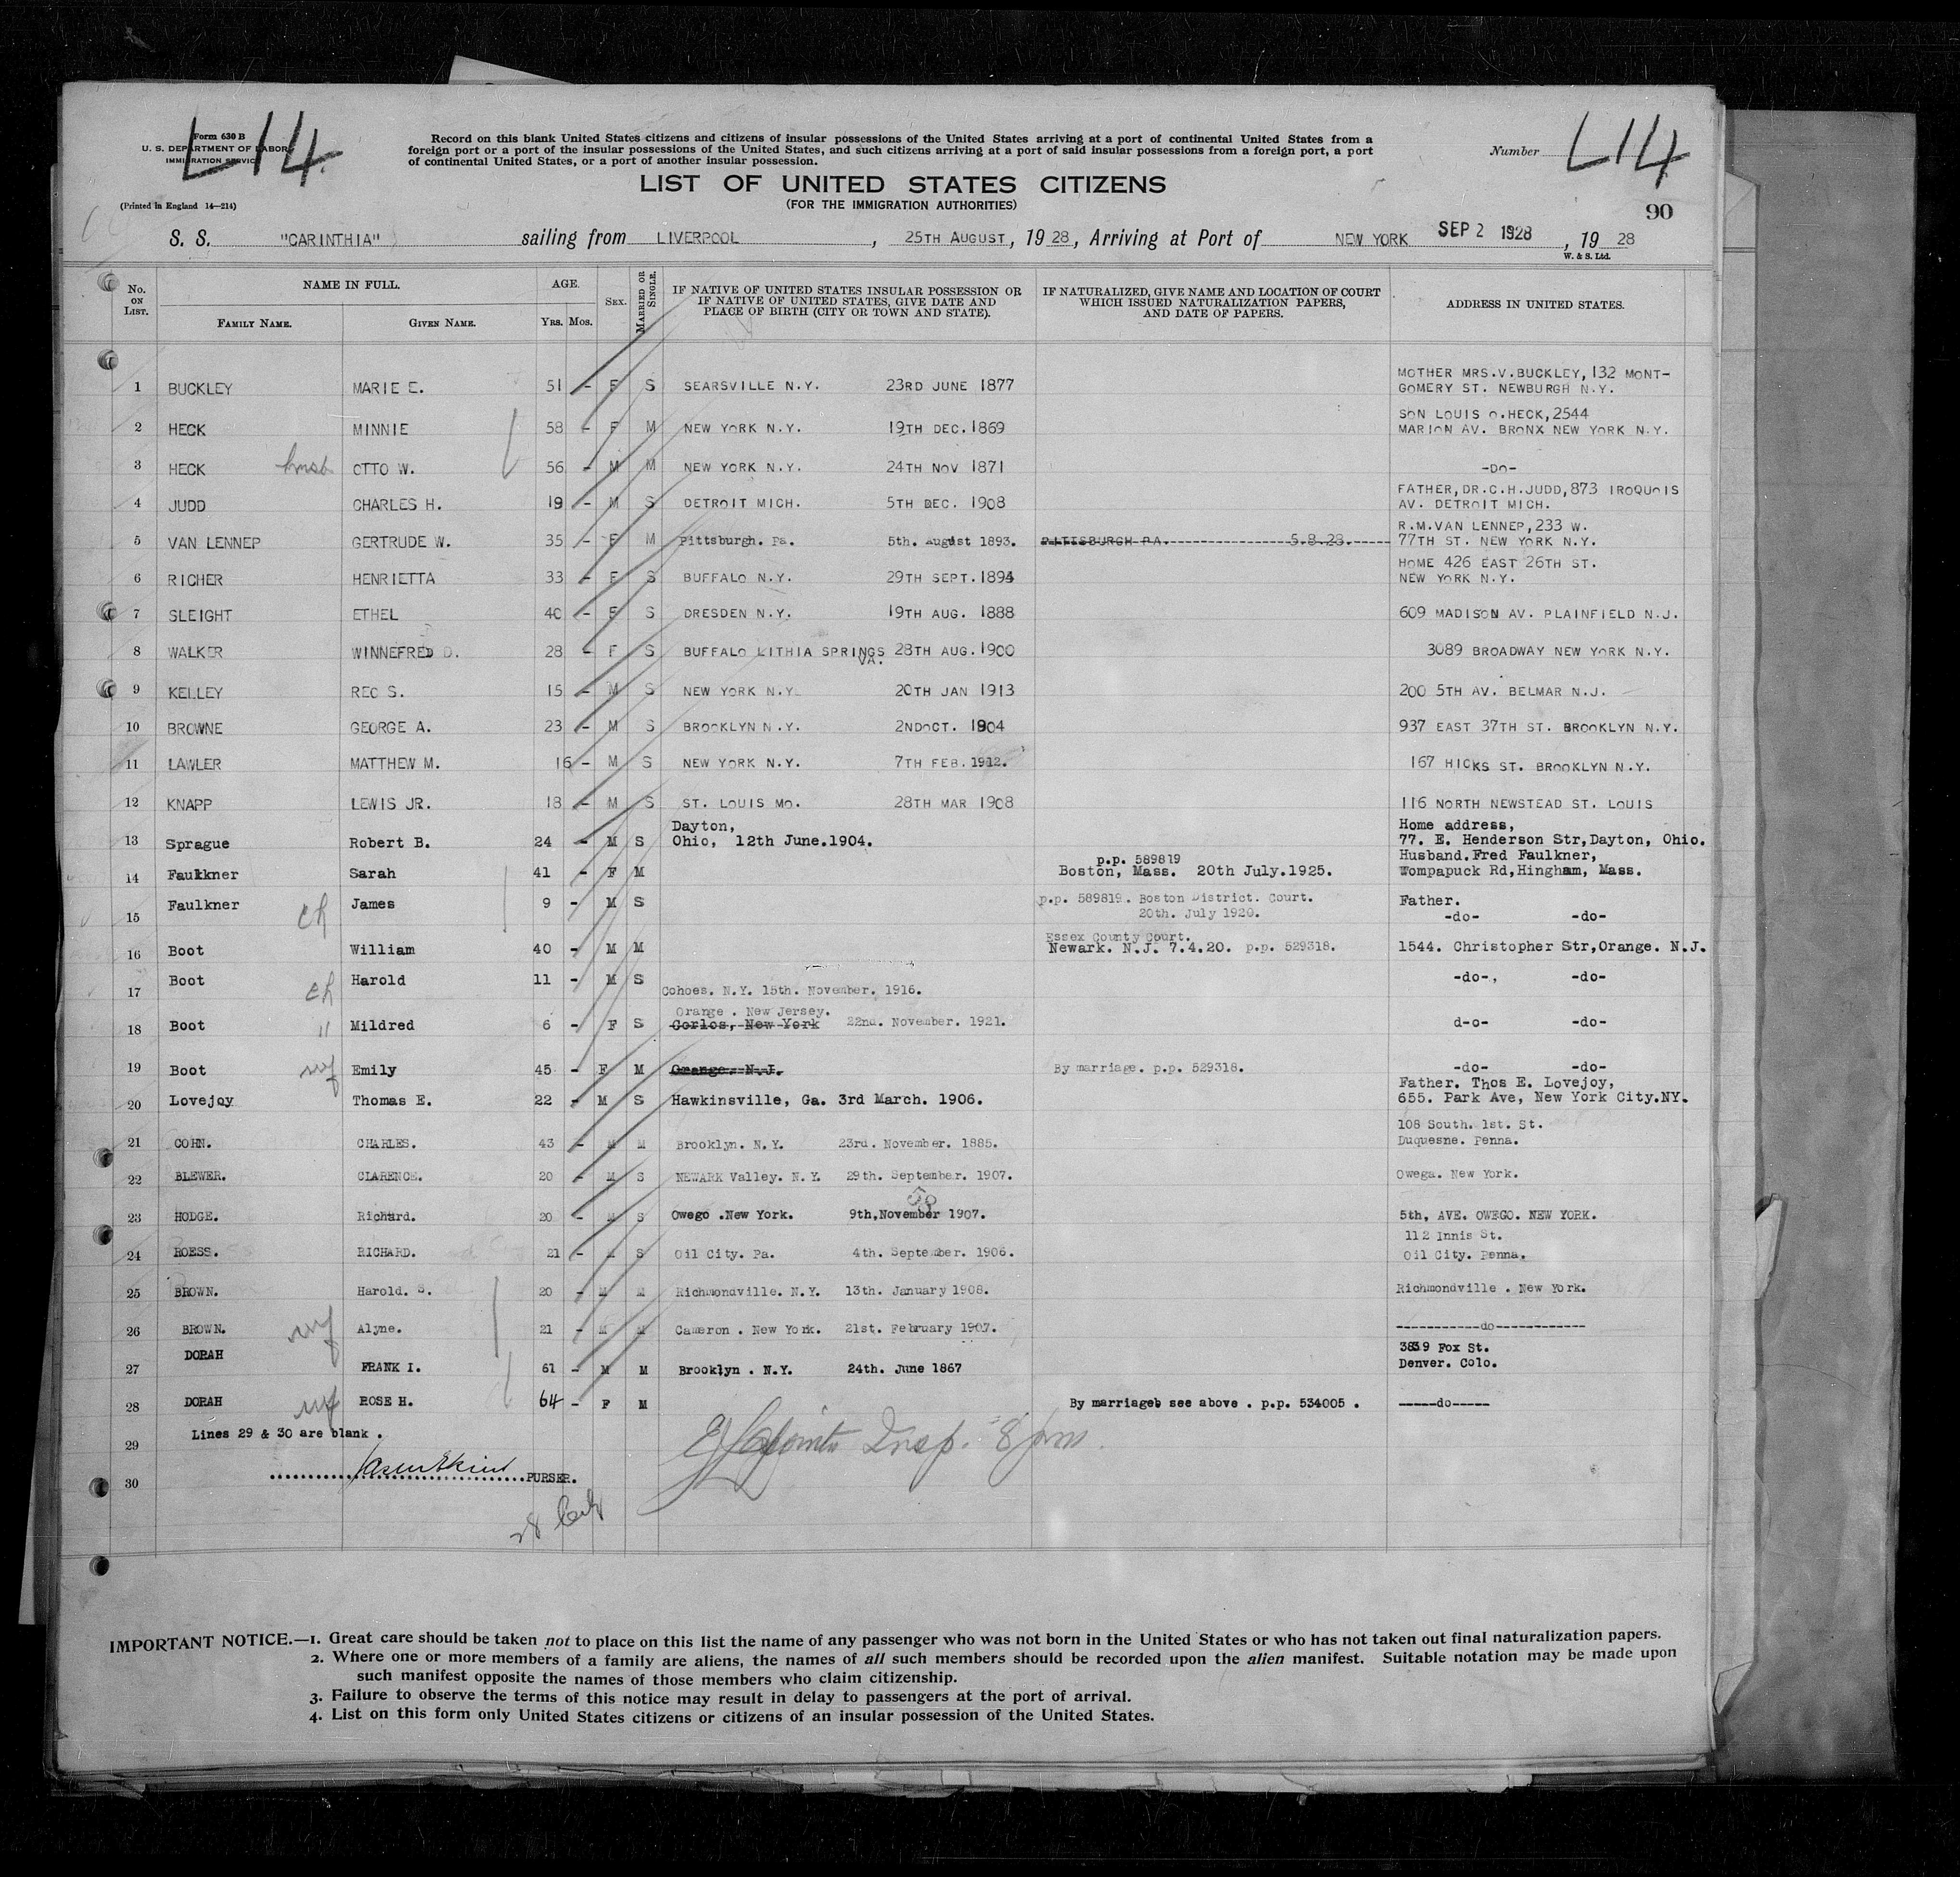 L14.
Form 630 B
U. S. DEPARTMENT OF LABOR
IMMIGRATION SERVICE
(Printed in England 14—214)
Record on this blank United States citizens and citizens of insular possessions of the United States arriving at a port of continental United States from a
foreign port or a port of the insular possessions of the United States, and such citizens arriving at a port of said insular possessions from a foreign port, a port
of continental United States, or a port of another insular possession.
Number L14
LIST OF UNITED STATES CITIZENS
(FOR THE IMMIGRATION AUTHORITIES)
90
S. S. "CARINTHIA" sailing from LIVERPOOL, 25TH AUGUST, 1928, Arriving at Port of NEW YORK SEP 2 1928, 1928
W. & S. Ltd.
No. ON LIST. NAME IN FULL. FAMILY NAME. GIVEN NAME. AGE. YRS. MOS. SEX. MARRIED OR SINGLE. IF NATIVE OF UNITED STATES INSULAR POSSESSION OR IF NATIVE OF UNITED STATES, GIVE DATE AND PLACE OF BIRTH (CITY OR TOWN AND STATE). IF NATURALIZED, GIVE NAME AND LOCATION OF COURT WHICH ISSUED NATURALIZATION PAPERS, AND DATE OF PAPERS. ADDRESS IN UNITED STATES.
1 BUCKLEY MARIE E. 51 - F S SEARSVILLE N.Y. 23RD JUNE 1877 MOTHER MRS.V.BUCKLEY, 132 MONT-
GOMERY ST. NEWBURGH N.Y.
2 HECK MINNIE 58 - F M NEW YORK N.Y. 19TH DEC.1869 SON LOUIS O.HECK, 2544
MARION AV. BRONX NEW YORK N.Y.
3 HECK husb OTTO W. 56 - M M NEW YORK N.Y. 24TH NOV 1871 -DO-
4 JUDD CHARLES H. 19 - M S DETROIT MICH. 5TH DEC. 1908 FATHER, DR.C.H.JUDD, 873 IROQUOIS
AV. DETROIT MICH.
5 VAN LENNEP GERTRUDE W. 35 - F M Pittsburgh. Pa. 5th. August 1893. PITTSBURGH PA. 5.8.28. R.M.VAN LENNEP, 233 W.
77TH ST. NEW YORK N.Y.
6 RICHER HENRIETTA 33 - F S BUFFALO N.Y. 29TH SEPT.1894 HOME 426 EAST 26TH ST.
NEW YORK N.Y.
7 SLEIGHT ETHEL 40 - F S DRESDEN N.Y. 19TH AUG. 1888 609 MADISON AV. PLAINFIELD N.J.
8 WALKER WINNEFRED D. 28 - F S BUFFALO LITHIA SPRINGS VA. 28TH AUG.1900 3089 BROADWAY NEW YORK N.Y.
9 KELLEY REC S. 15 - M S NEW YORK N.Y. 20TH JAN 1913 200 5TH AV. BELMAR N.J.
10 BROWNE GEORGE A. 23 - M S BROOKLYN N.Y. 2NDOCT. 1904 937 EAST 37TH ST. BROOKLYN N.Y.
11 LAWLER MATTHEW M. 16 - M S NEW YORK N.Y. 7TH FEB.1912. 167 HICKS ST. BROOKLYN N.Y.
12 KNAPP LEWIS JR. 18 - M S ST. LOUIS MO. 28TH MAR 1908 116 NORTH NEWSTEAD ST. LOUIS
13 Sprague Robert B. 24 - M S Dayton,
Ohio, 12th June.1904. Home address,
77. E. Henderson Str,Dayton, Ohio.
14 Faulkner Sarah 41 - F M p.p. 589819
Boston, Mass. 20th July.1925. Husband.Fred Faulkner,
Wompapuck Rd,Hingham, Mass.
15 Faulkner ch James 9 - M S p.p. 589819. Boston District. Court.
20th. July 1920. Father.
-do- -do-
16 Boot William 40 - M M Essex County Court.
Newark. N.J. 7.4.20. p.p. 529318. 1544. Christopher Str,Orange. N.J.
17 Boot ch Harold 11 - M S Cohoes. N.Y. 15th. November. 1916. -do-, -do-
18 Boot " Mildred 6 - F S Orange . New Jersey.
Corlos, New York 22nd. November. 1921. d-o- -do-
19 Boot wf Emily 45 - F M Orange. N.J. By marriage. p.p. 529318. -do- -do-
20 Lovejoy Thomas E. 22 - M S Hawkinsville, Ga. 3rd March. 1906. Father. Thos E. Lovejoy,
655. Park Ave, New York City.NY.
21 COHN. CHARLES. 43 - M M Brooklyn. N.Y. 23rd. November. 1885. 108 South. 1st. St.
Duquesne. Penna.
22 BLEWER. CLARENCE. 20 - M S NEWARK Valley. N.Y. 29th. September. 1907. Owega. New York.
23 HODGE. Richard. 20 - M S Owego .New York. 9th,November 1907. 5th, AVE. OWEGO. NEW YORK.
24 ROESS. RICHARD. 21 - M S Oil City. Pa. 4th. September. 1906. 112 Innis St.
Oil City. Penna.
25 BROWN. Harold. S. 20 - M M Richmondville. N.Y. 13th. January 1908. Richmondville . New York.
26 BROWN. wf Alyne. 21 - M M Cameron . New York. 21st. February 1907. -----------do------------
27 DORAH FRANK I. 61 - M M Brooklyn . N.Y. 24th. June 1867 3839 Fox St.
Denver. Colo.
28 DORAH wf ROSE H. 64 - F M By marriage, see above . p.p. 534005 . -----do-----
29 Lines 29 & 30 are blank .
30 PURSER.
Insp. 8 pm.
28
IMPORTANT NOTICE.—1. Great care should be taken not to place on this list the name of any passenger who was not born in the United States or who has not taken out final naturalization papers.
2. Where one or more members of a family are aliens, the names of all such members should be recorded upon the alien manifest. Suitable notation may be made upon
such manifest opposite the names of those members who claim citizenship.
3. Failure to observe the terms of this notice may result in delay to passengers at the port of arrival.
4. List on this form only United States citizens or citizens of an insular possession of the United States.